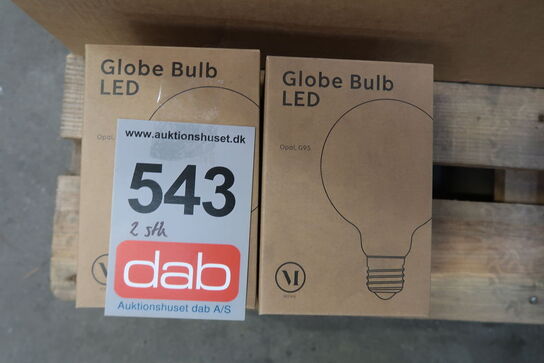 Globe Bulb
LED
Opal,
www.auktionshuset.dk
543
2 stk
dab
Auktionshuset dab A/S
Globe Bulb
LED
Opal, G95
M